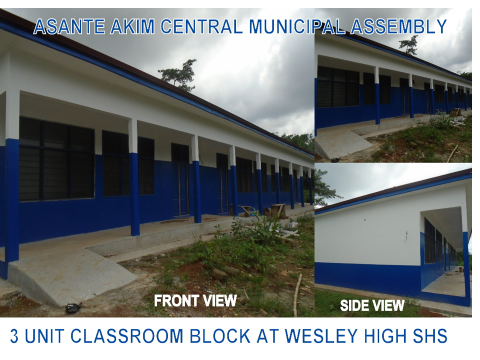 ASANTE AKIM CENTRAL MUNICIPAL ASSEMBLY
FRONT VIEW
SIDE VIEW
3 UNIT CLASSROOM BLOCK AT WESLEY HIGH SHS